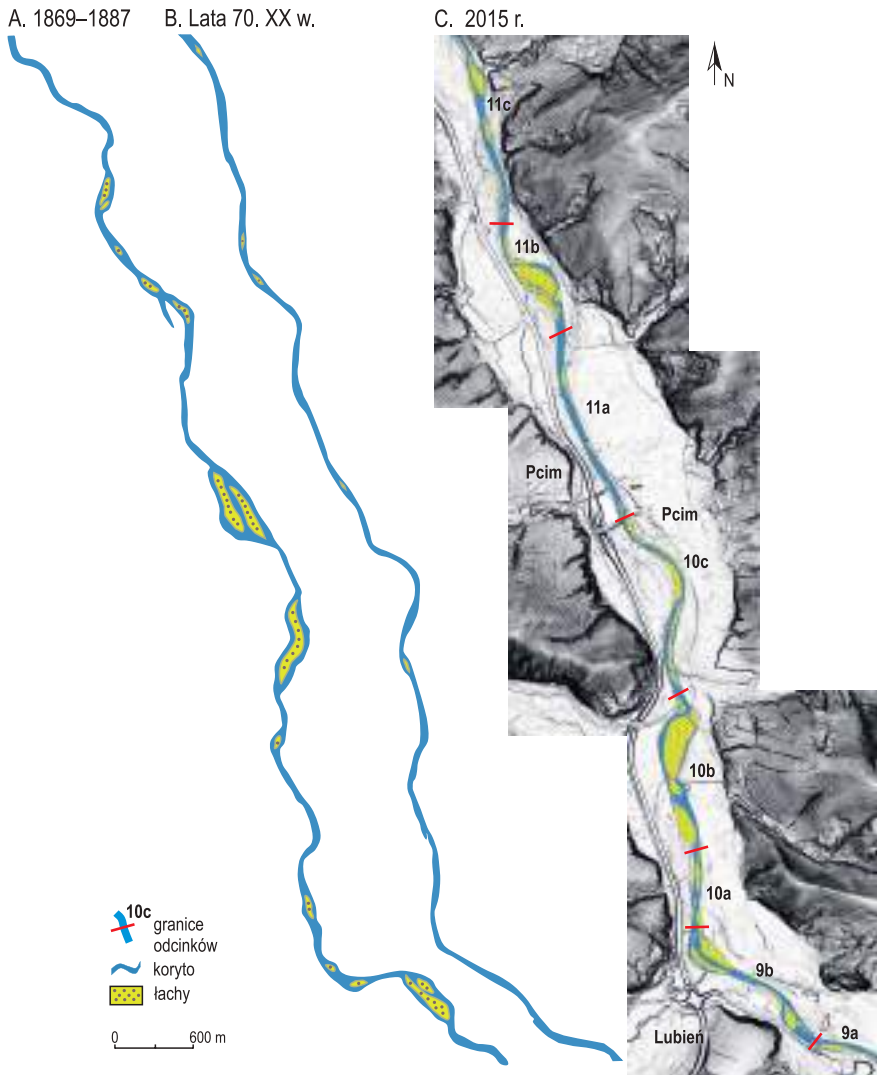 A. 1869–1887
B. Lata 70. XX w.
C. 2015 r.
N
11c
11b
11a
Pcim
Pcim
10c
10b
10a
9b
9a
Lubień
10c
granice
odcinków
koryto
łachy
0 600 m